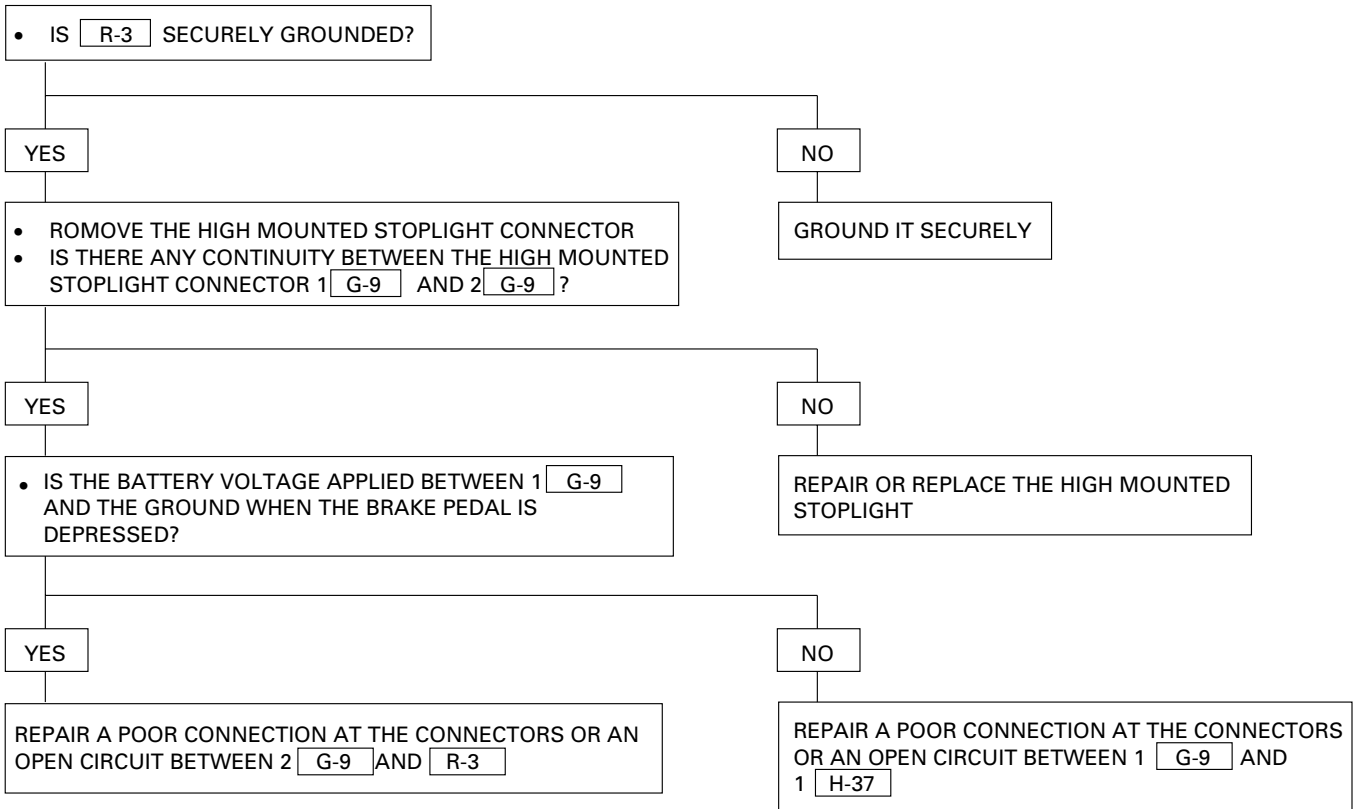 • IS R-3 SECURELY GROUNDED?
YES
NO
• ROMOVE THE HIGH MOUNTED STOPLIGHT CONNECTOR
• IS THERE ANY CONTINUITY BETWEEN THE HIGH MOUNTED
STOPLIGHT CONNECTOR 1 G-9 AND 2 G-9 ?
GROUND IT SECURELY
YES
NO
• IS THE BATTERY VOLTAGE APPLIED BETWEEN 1 G-9
AND THE GROUND WHEN THE BRAKE PEDAL IS
DEPRESSED?
REPAIR OR REPLACE THE HIGH MOUNTED
STOPLIGHT
YES
NO
REPAIR A POOR CONNECTION AT THE CONNECTORS OR AN
OPEN CIRCUIT BETWEEN 2 G-9 AND R-3
REPAIR A POOR CONNECTION AT THE CONNECTORS
OR AN OPEN CIRCUIT BETWEEN 1 G-9 AND
1 H-37